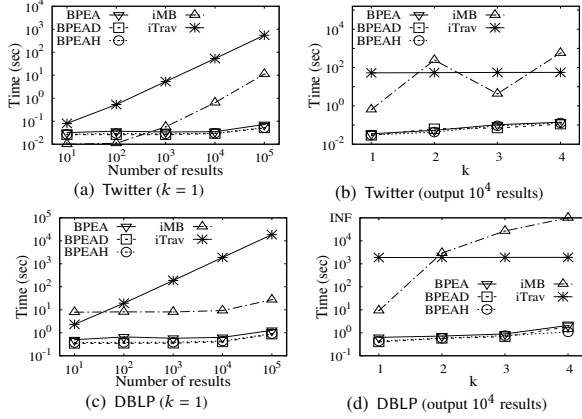 BPEA
iMB
BPEAD
iTrav
BPEAH
10^3
10^2
10^1
10^0
10^-1
10^-2
Time (sec)
10^1 10^2 10^3 10^4 10^5
Number of results
(a) Twitter (k = 1)
BPEA
iMB
BPEAD
iTrav
BPEAH
10^4
10^2
10^0
10^-2
Time (sec)
1 2 3 4
k
(b) Twitter (output 10^4 results)
BPEA
iMB
BPEAD
iTrav
BPEAH
10^5
10^4
10^3
10^2
10^1
10^0
10^-1
Time (sec)
10^1 10^2 10^3 10^4 10^5
Number of results
(c) DBLP (k = 1)
BPEA
iMB
BPEAD
iTrav
BPEAH
INF
10^4
10^3
10^2
10^1
10^0
10^-1
Time (sec)
1 2 3 4
k
(d) DBLP (output 10^4 results)